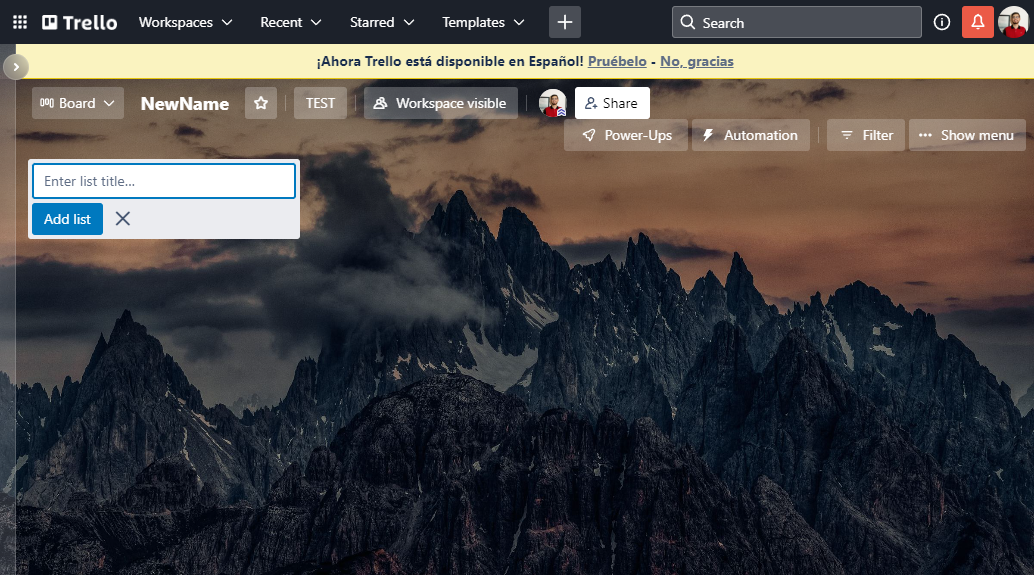 Trello Workspaces Recent Starred Templates Search
¡Ahora Trello está disponible en Español! Pruébelo - No, gracias
Board NewName TEST Workspace visible Share
Power-Ups Automation Filter Show menu
Enter list title...
Add list